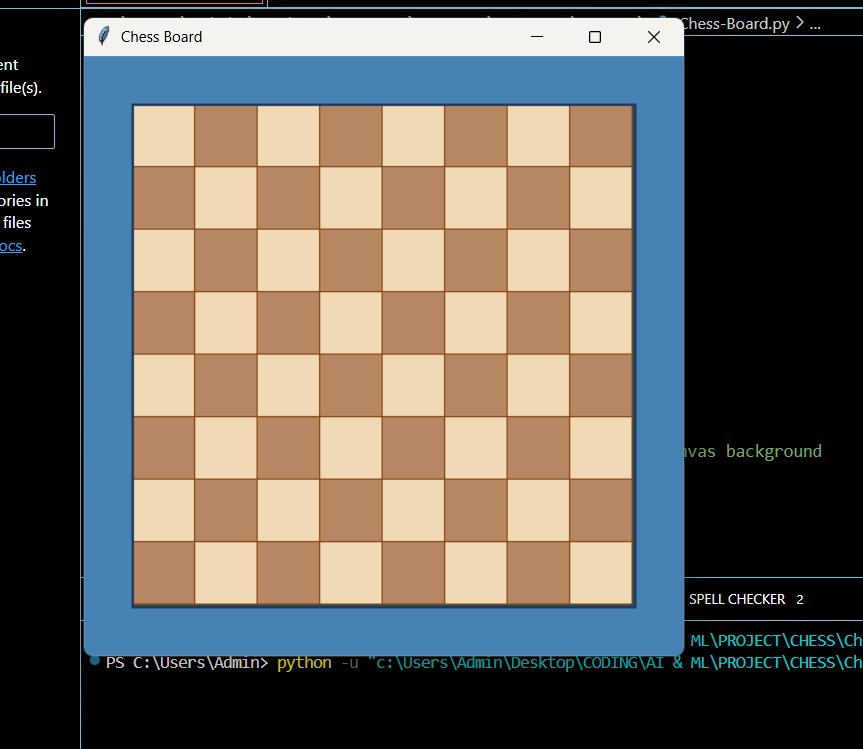 Chess Board
Chess-Board.py > ...
ent
file(s).
olders
ories in
files
ocs.
nvas background
SPELL CHECKER 2
ML\PROJECT\CHESS\Ch
PS C:\Users\Admin> python -u "c:\Users\Admin\Desktop\CODING\AI & ML\PROJECT\CHESS\Ch